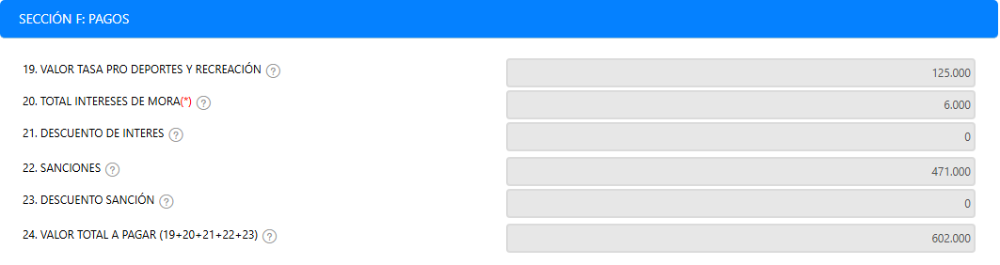 SECCIÓN F: PAGOS
19. VALOR TASA PRO DEPORTES Y RECREACIÓN ? 125.000
20. TOTAL INTERESES DE MORA(*) ? 6.000
21. DESCUENTO DE INTERES ? 0
22. SANCIONES ? 471.000
23. DESCUENTO SANCIÓN ? 0
24. VALOR TOTAL A PAGAR (19+20+21+22+23) ? 602.000